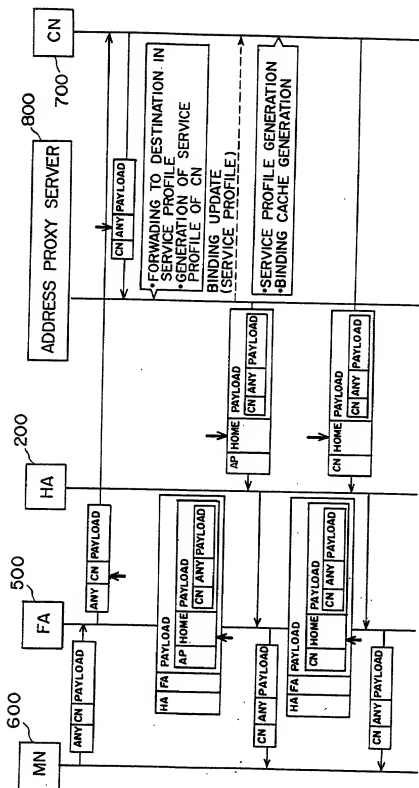 CN
700
800
ADDRESS PROXY SERVER
200
HA
500
FA
600
MN
CN ANY PAYLOAD
•FORWADING TO DESTINATION IN
SERVICE PROFILE
•GENERATION OF SERVICE
PROFILE OF CN
BINDING UPDATE
(SERVICE PROFILE)
•SERVICE PROFILE GENERATION
•BINDING CACHE GENERATION
ANY CN PAYLOAD
ANY CN PAYLOAD
AP HOME PAYLOAD
CN ANY PAYLOAD
HA FA PAYLOAD
AP HOME PAYLOAD
CN ANY PAYLOAD
CN ANY PAYLOAD
CN HOME PAYLOAD
CN ANY PAYLOAD
HA FA PAYLOAD
CN HOME PAYLOAD
CN ANY PAYLOAD
CN ANY PAYLOAD